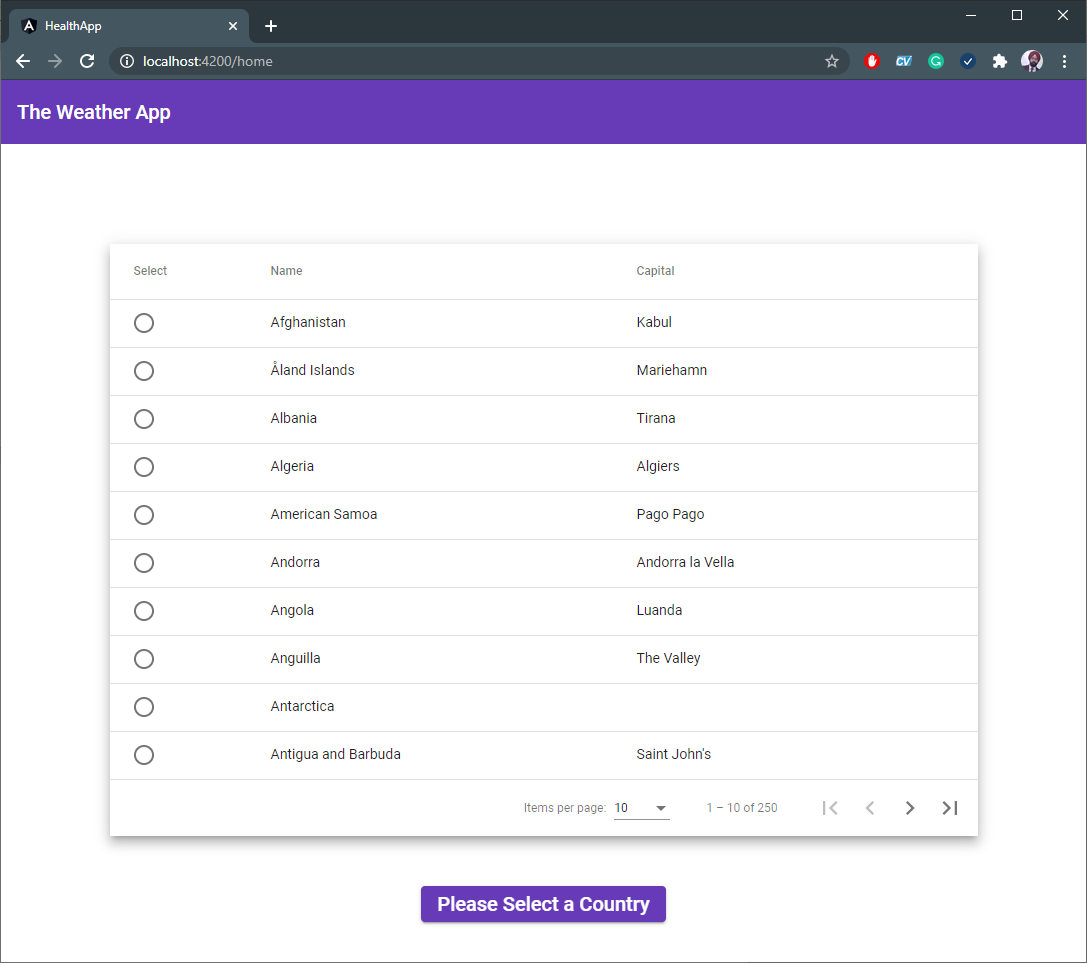 HealthApp
localhost:4200/home
CV
G
The Weather App
Select Name Capital
Afghanistan Kabul
Åland Islands Mariehamn
Albania Tirana
Algeria Algiers
American Samoa Pago Pago
Andorra Andorra la Vella
Angola Luanda
Anguilla The Valley
Antarctica
Antigua and Barbuda Saint John's
Items per page: 10 1 – 10 of 250
Please Select a Country